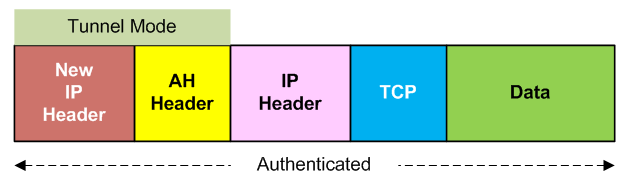 Tunnel Mode
New
IP
Header
AH
Header
IP
Header
TCP
Data
Authenticated